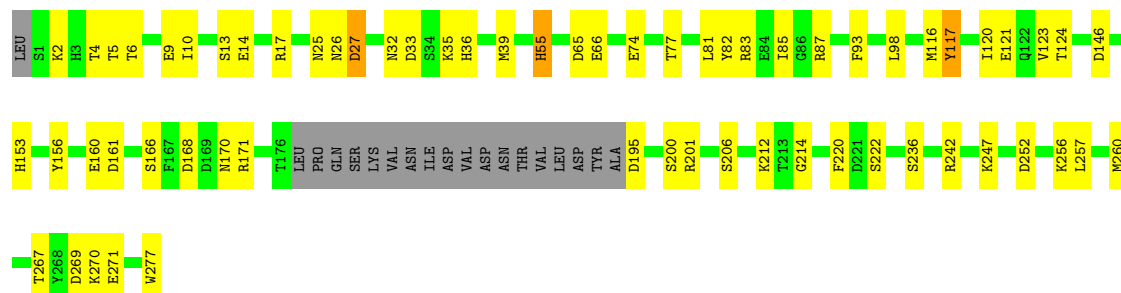 LEU S1 K2 H3 T4 T5 T6 E9 I10 S13 E14 R17 N25 N26 D27 N32 D33 S34 K35 H36 M39 H55 D65 E66 E74 T77 L81 Y82 R83 E84 I85 G86 R87 F93 L98 M116 Y117 I120 E121 Q122 V123 T124 D146
H153 Y156 E160 D161 S166 F167 D168 D169 N170 R171 T176 LEU PRO GLN SER LYS VAL ASN ILE ASP VAL ASP ASN THR VAL LEU ASP TYR ALA D195 S200 R201 S206 K212 T213 G214 F220 D221 S222 S236 R242 K247 D252 K256 L257 M260
T267 Y268 D269 K270 E271 W277